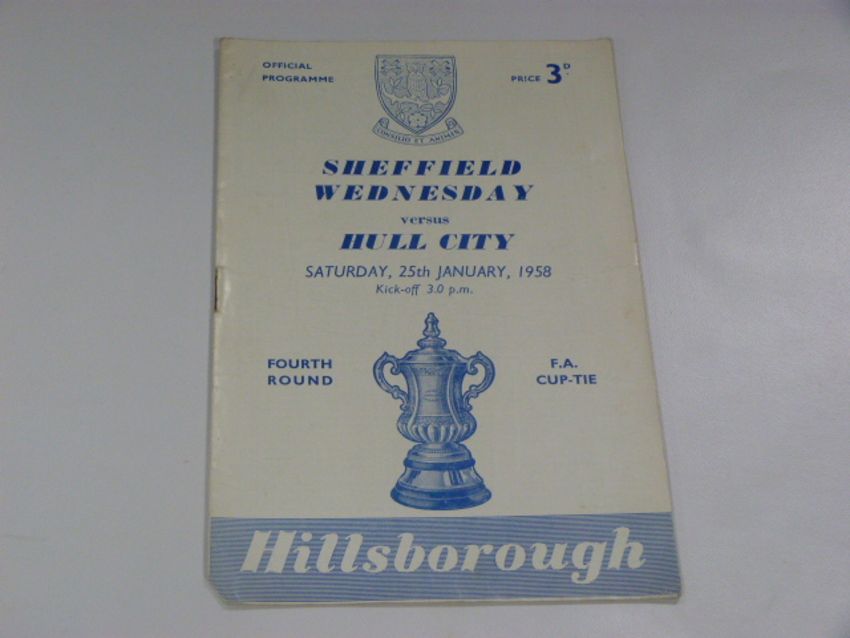 OFFICIAL
PROGRAMME
PRICE 3D.
CONSILIO ET ANIMIS
SHEFFIELD
WEDNESDAY
versus
HULL CITY
SATURDAY, 25th JANUARY, 1958
Kick-off 3.0 p.m.
FOURTH
ROUND
F.A.
CUP-TIE
Hillsborough